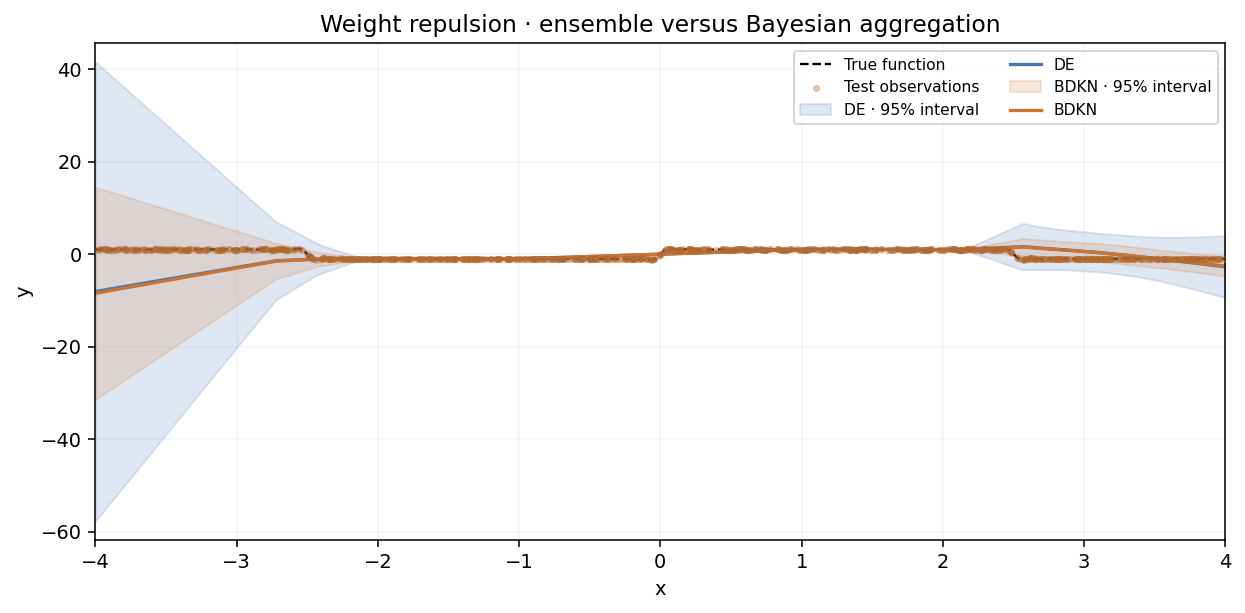 Weight repulsion · ensemble versus Bayesian aggregation
True function
Test observations
DE · 95% interval
DE
BDKN · 95% interval
BDKN
y
40
20
0
−20
−40
−60
−4
−3
−2
−1
0
1
2
3
4
x